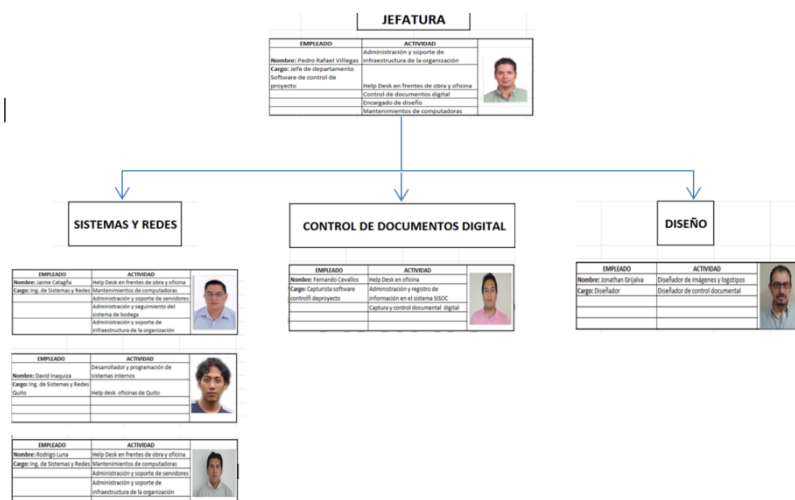 JEFATURA
EMPLEADO ACTIVIDAD
Administración y soporte de
Nombre: Pedro Rafael Villegas infraestructura de la organización
Cargo: Jefe de departamento
Software de control de
proyecto Help Desk en frentes de obra y oficina
Control de documentos digital
Encargado de diseño
Mantenimientos de computadoras
SISTEMAS Y REDES
EMPLEADO ACTIVIDAD
Nombre: Jaime Catagña Help Desk en frentes de obra y oficina
Cargo: Ing. de Sistemas y Redes Mantenimientos de computadoras
Administración y soporte de servidores
Administración y seguimiento del
sistema de bodega
Administración y soporte de
infraestructura de la organización
EMPLEADO ACTIVIDAD
Desarrollador y programación de
Nombre: David Inaquiza sistemas internos
Cargo: Ing. de Sistemas y Redes
Quito Help desk oficinas de Quito
EMPLEADO ACTIVIDAD
Nombre: Rodrigo Luna Help Desk en frentes de obra y oficina
Cargo: Ing. de Sistemas y Redes Mantenimientos de computadoras
Administración y soporte de servidores
Administración y soporte de
infraestructura de la organización
CONTROL DE DOCUMENTOS DIGITAL
EMPLEADO ACTIVIDAD
Nombre: Fernando Cevallos Help Desk en oficina
Cargo: Capturista software Administración y registro de
información en el sistema SISOC
Captura y control documental digital
DISEÑO
EMPLEADO ACTIVIDAD
Nombre: Jonathan Grijalva Diseñador de imágenes y logotipos
Cargo: Diseñador Diseñador de control documental